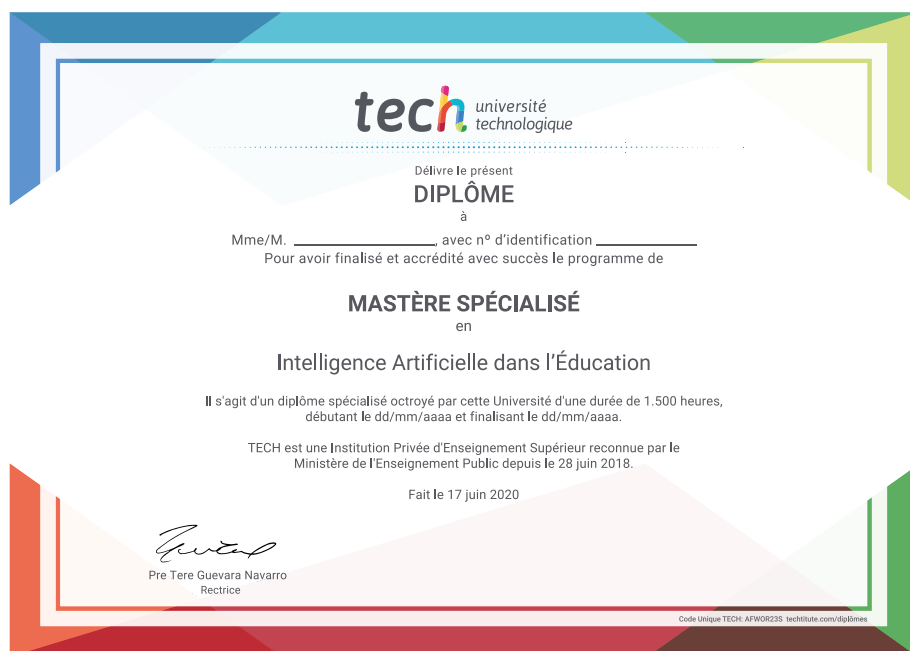 tech université
technologique
Délivre le présent
DIPLÔME
à
Mme/M. ____________________, avec nº d'identification ______________
Pour avoir finalisé et accrédité avec succès le programme de
MASTÈRE SPÉCIALISÉ
en
Intelligence Artificielle dans l'Éducation
Il s'agit d'un diplôme spécialisé octroyé par cette Université d'une durée de 1.500 heures,
débutant le dd/mm/aaaa et finalisant le dd/mm/aaaa.
TECH est une Institution Privée d'Enseignement Supérieur reconnue par le
Ministère de l'Enseignement Public depuis le 28 juin 2018.
Fait le 17 juin 2020
Pre Tere Guevara Navarro
Rectrice
Code Unique TECH: AFWOR23S techtitute.com/diplômes